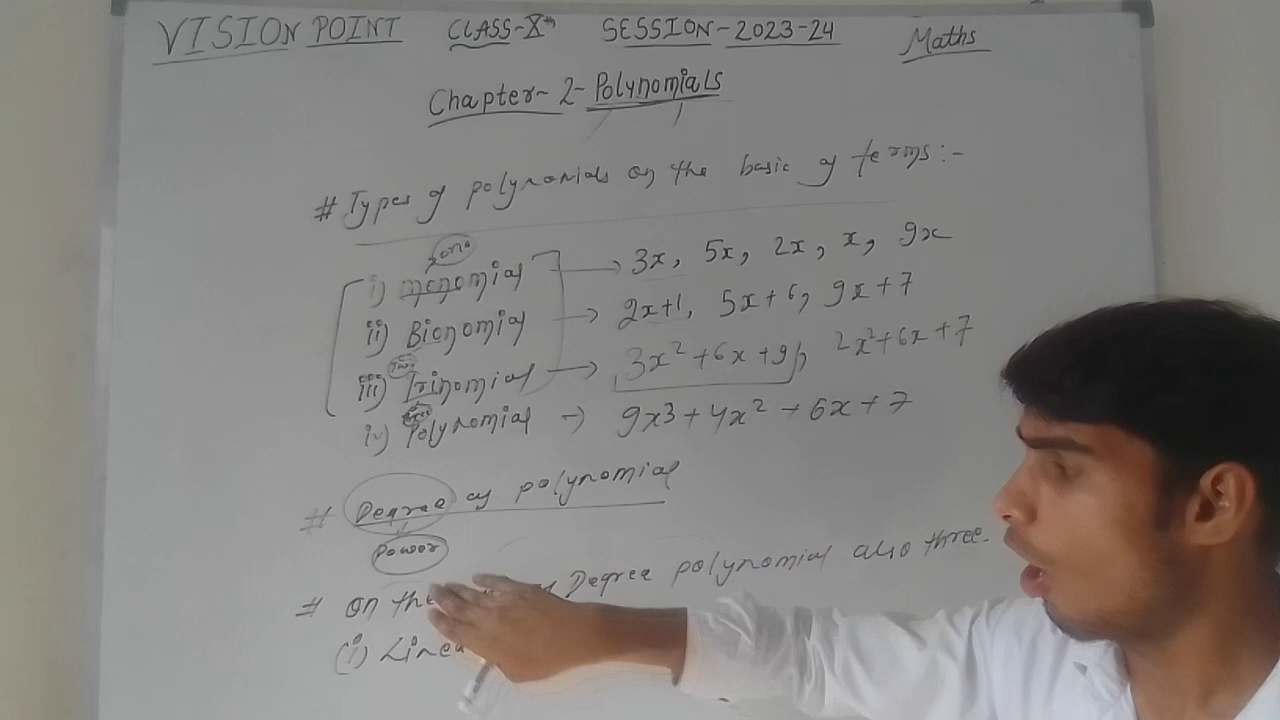 VISION POINT CLASS-Xth SESSION-2023-24 Maths
Chapter-2-Polynomials
# Types of polynomials on the basic of terms:-
one
i) monomial → 3x, 5x, 2x, x, 9x
ii) Bionomial → 2x+1, 5x+6, 9x+7
iii) Trinomial → 3x²+6x+9, 2x²+6x+7
iv) Polynomial → 9x3+4x²+6x+7
# Degree of polynomial
Power
# on the Degree polynomial also three.
(i) Linea